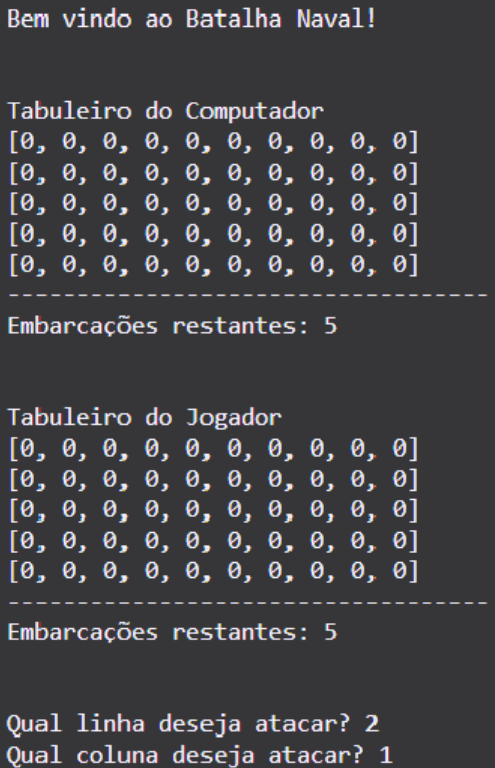 Bem vindo ao Batalha Naval!
Tabuleiro do Computador
[0, 0, 0, 0, 0, 0, 0, 0, 0, 0]
[0, 0, 0, 0, 0, 0, 0, 0, 0, 0]
[0, 0, 0, 0, 0, 0, 0, 0, 0, 0]
[0, 0, 0, 0, 0, 0, 0, 0, 0, 0]
[0, 0, 0, 0, 0, 0, 0, 0, 0, 0]
-----------------------------------
Embarcações restantes: 5
Tabuleiro do Jogador
[0, 0, 0, 0, 0, 0, 0, 0, 0, 0]
[0, 0, 0, 0, 0, 0, 0, 0, 0, 0]
[0, 0, 0, 0, 0, 0, 0, 0, 0, 0]
[0, 0, 0, 0, 0, 0, 0, 0, 0, 0]
[0, 0, 0, 0, 0, 0, 0, 0, 0, 0]
-----------------------------------
Embarcações restantes: 5
Qual linha deseja atacar? 2
Qual coluna deseja atacar? 1